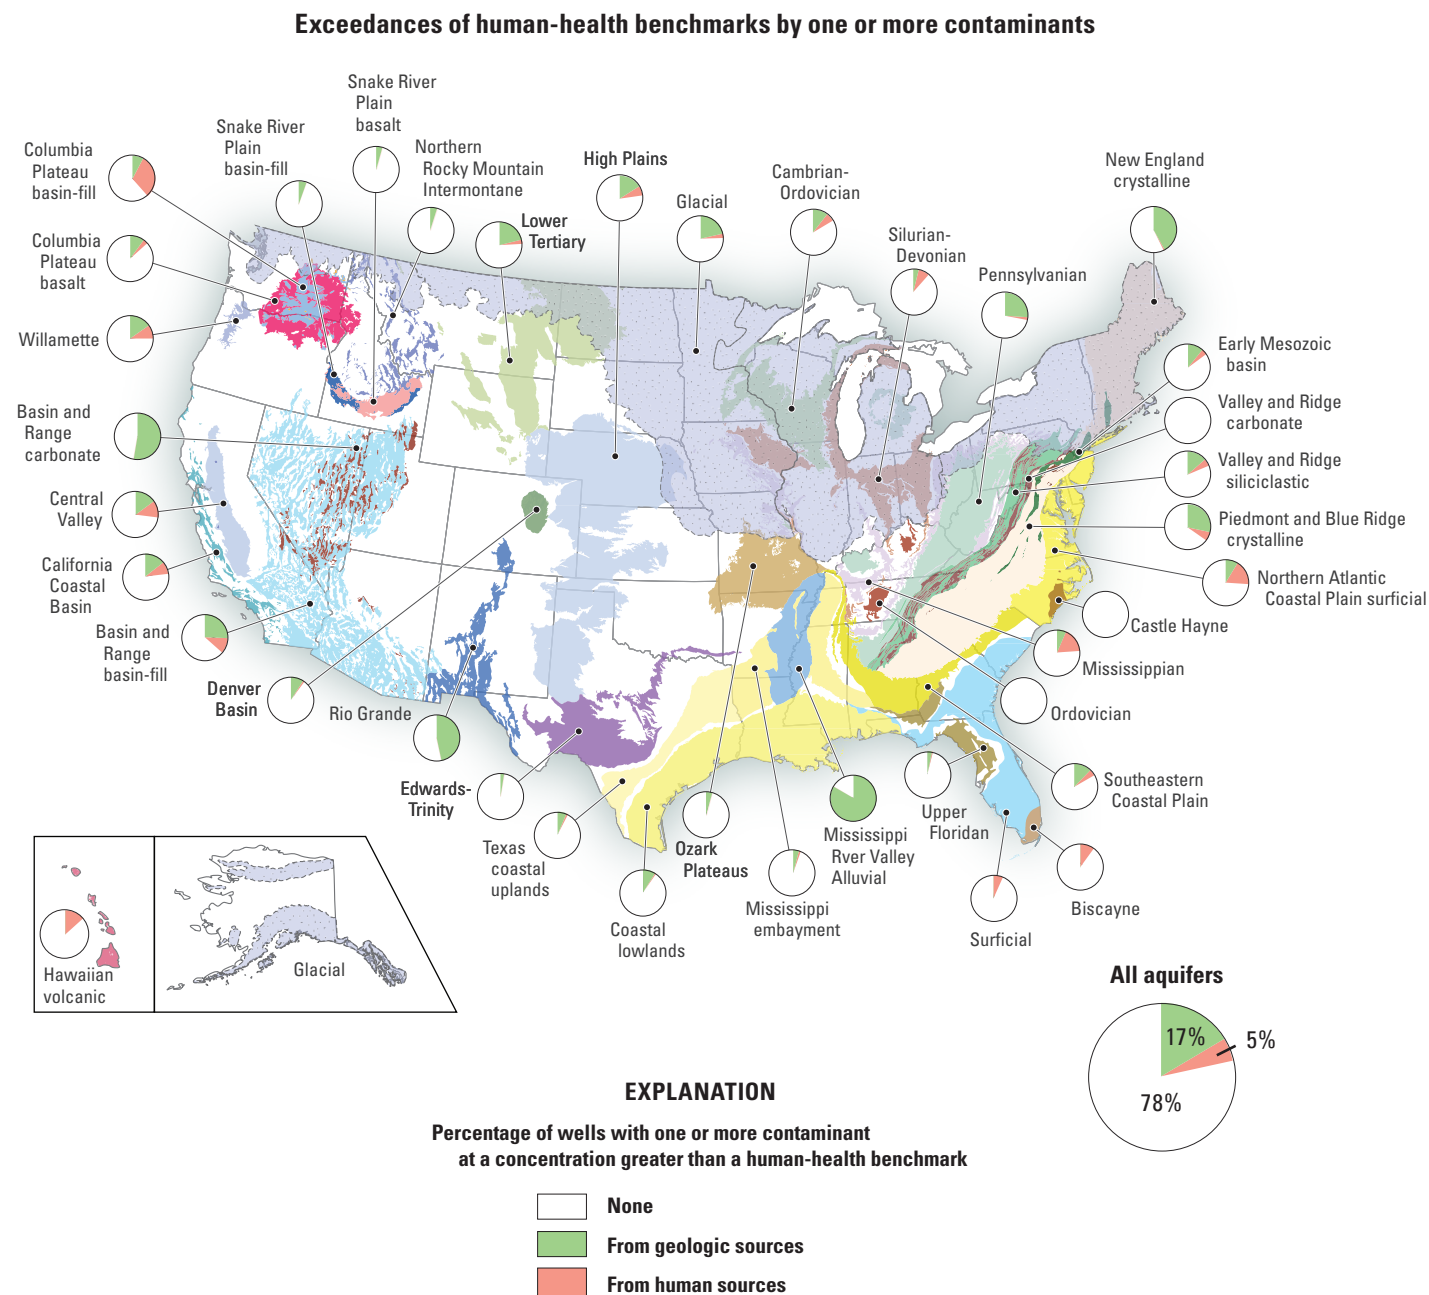 Exceedances of human-health benchmarks by one or more contaminants
Snake River
Plain
basalt
Snake River
Plain
basin-fill
Columbia
Plateau
basin-fill
Northern
Rocky Mountain
Intermontane
High Plains
Cambrian-
Ordovician
New England
crystalline
Glacial
Lower
Tertiary
Columbia
Plateau
basalt
Silurian-
Devonian
Pennsylvanian
Willamette
Early Mesozoic
basin
Valley and Ridge
carbonate
Basin and
Range
carbonate
Valley and Ridge
siliciclastic
Central
Valley
Piedmont and Blue Ridge
crystalline
California
Coastal
Basin
Northern Atlantic
Coastal Plain surficial
Castle Hayne
Basin and
Range
basin-fill
Mississippian
Denver
Basin
Rio Grande
Ordovician
Edwards-
Trinity
Southeastern
Coastal Plain
Upper
Floridan
Texas
coastal
uplands
Ozark
Plateaus
Mississippi
Rver Valley
Alluvial
Mississippi
embayment
Biscayne
Coastal
lowlands
Surficial
Hawaiian
volcanic
Glacial
All aquifers
17%
5%
78%
EXPLANATION
Percentage of wells with one or more contaminant
at a concentration greater than a human-health benchmark
None
From geologic sources
From human sources